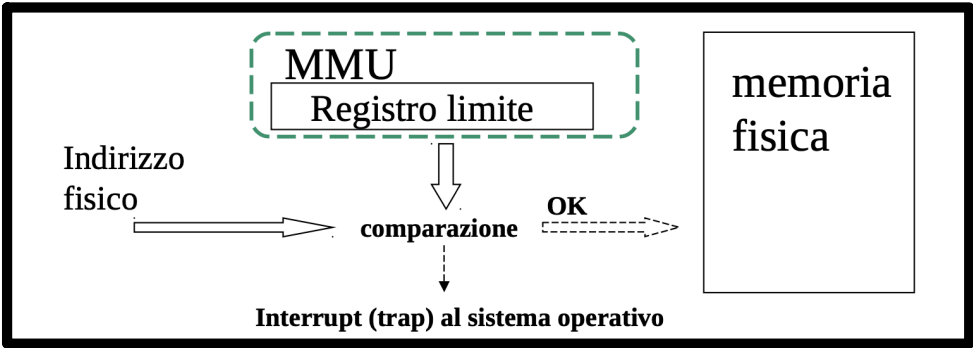 MMU
Registro limite
memoria
fisica
Indirizzo
fisico
comparazione
OK
Interrupt (trap) al sistema operativo